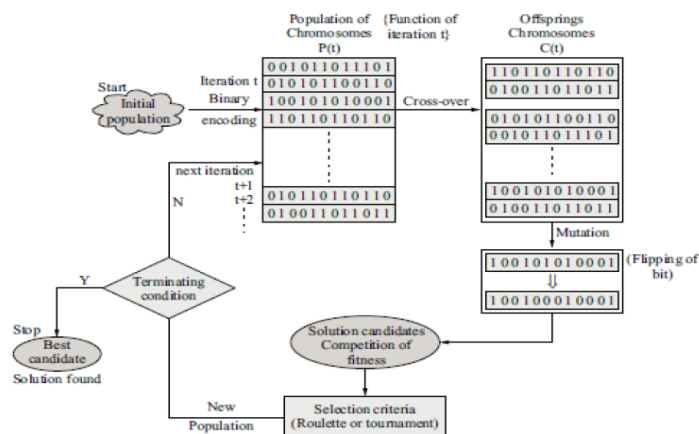 Population of
Chromosomes
P(t)
{Function of
iteration t}
Offsprings
Chromosomes
C(t)
Start
Initial
population
Iteration t
Binary
encoding
0 0 1 0 1 1 0 1 1 1 0 1
0 1 0 1 0 1 1 0 0 1 1 0
1 0 0 1 0 1 0 1 0 0 0 1
1 1 0 1 1 0 1 1 0 1 1 0
0 1 0 1 1 0 1 1 0 1 1 0
0 1 0 0 1 1 0 1 1 0 1 1
Cross-over
1 1 0 1 1 0 1 1 0 1 1 0
0 1 0 0 1 1 0 1 1 0 1 1
0 1 0 1 0 1 1 0 0 1 1 0
0 0 1 0 1 1 0 1 1 1 0 1
1 0 0 1 0 1 0 1 0 0 0 1
0 1 0 0 1 1 0 1 1 0 1 1
next iteration
t+1
t+2
N
Mutation
1 0 0 1 0 1 0 1 0 0 0 1
⇓
1 0 0 1 0 0 0 1 0 0 0 1
(Flipping of
bit)
Y
Terminating
condition
Stop
Best
candidate
Solution found
Solution candidates
Competition of
fitness
New
Population
Selection criteria
(Roulette or tournament)